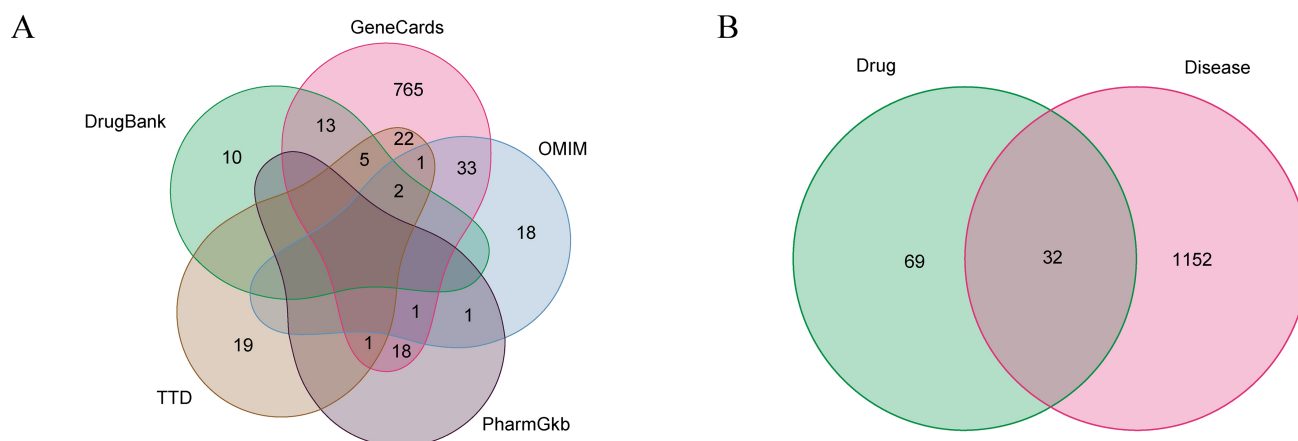 A
B
GeneCards
765
DrugBank
13
22
10
5
1
33
OMIM
2
18
1
1
19
1
18
TTD
PharmGkb
Drug
Disease
69
32
1152